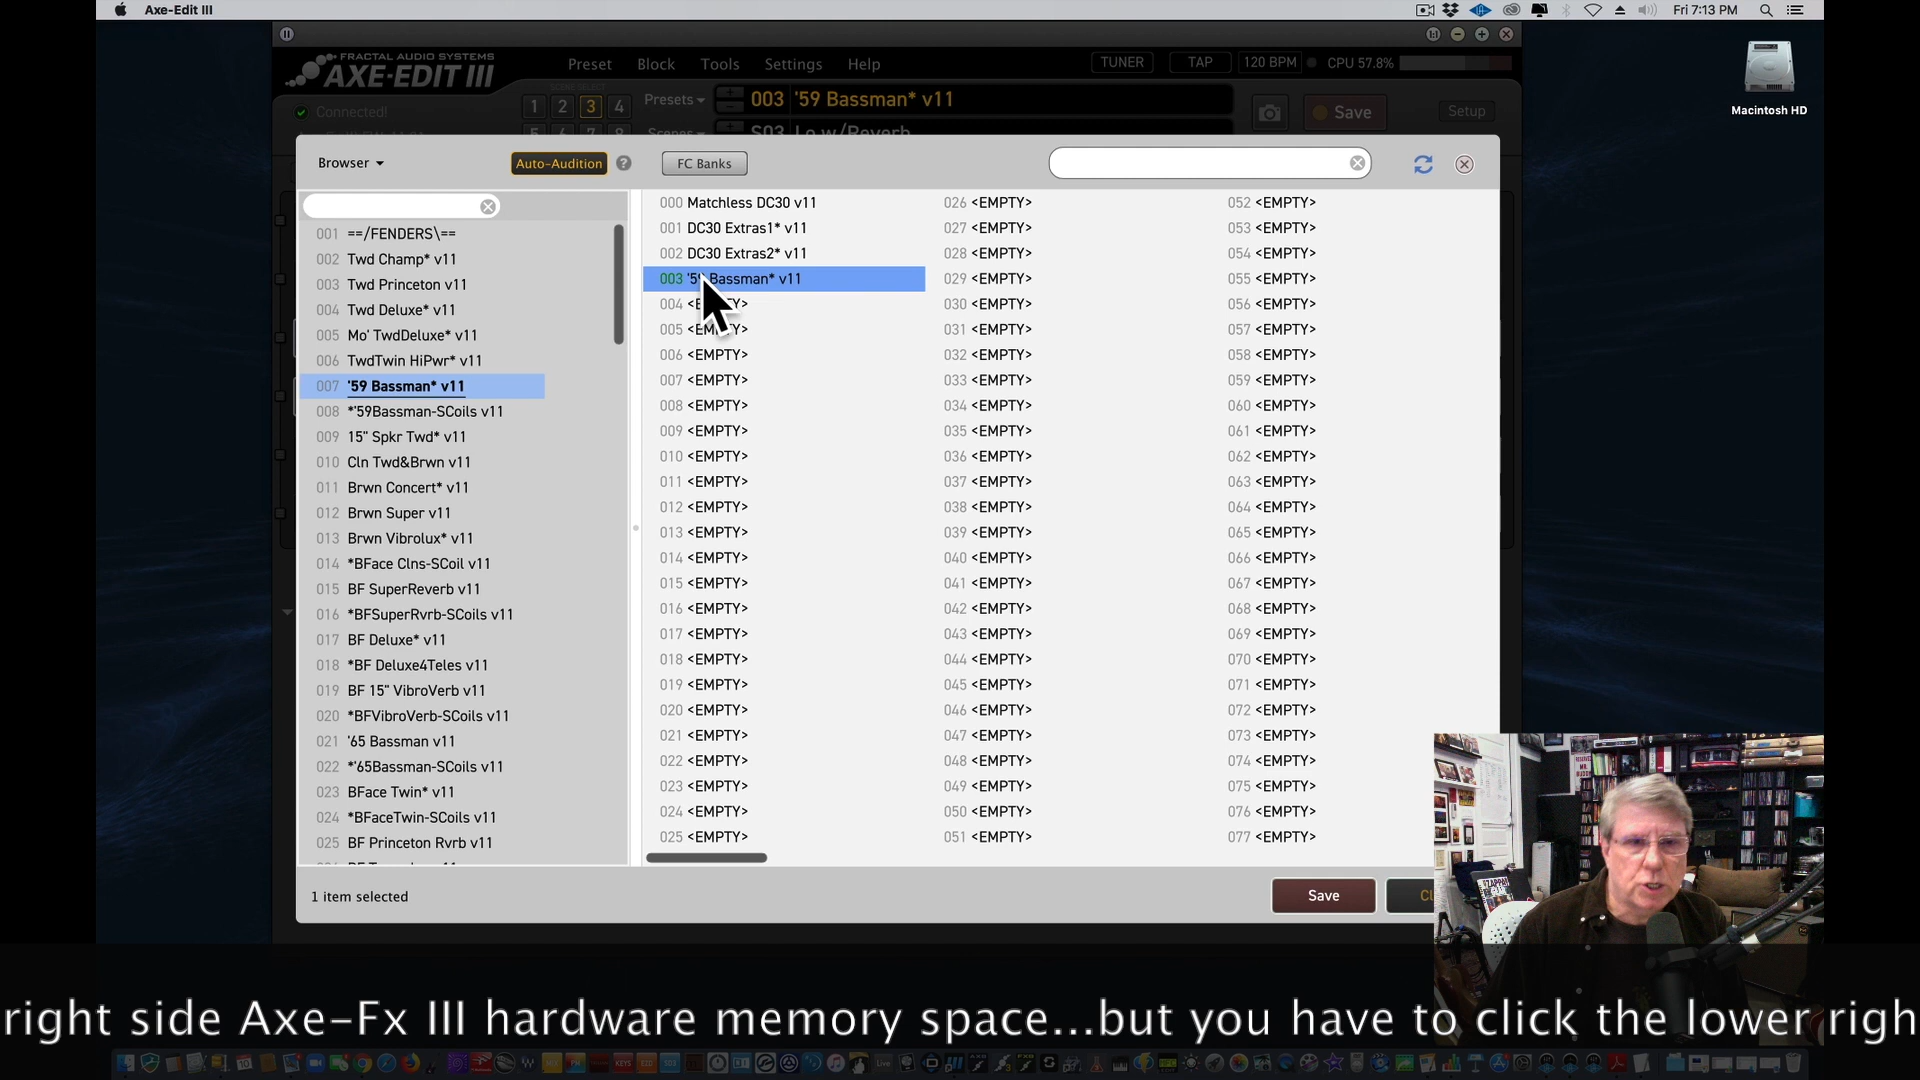 Axe-Edit III
Fri 7:13 PM
FRACTAL AUDIO SYSTEMS
AXE-EDIT III
Preset Block Tools Settings Help
TUNER TAP 120 BPM CPU 57.8%
Connected!
1 2 3 4
Presets 003 '59 Bassman* v11
Save Setup
Scenes S03 Lo w/Reverb
Macintosh HD
Browser Auto-Audition ? FC Banks
001 ==/FENDERS\==
002 Twd Champ* v11
003 Twd Princeton v11
004 Twd Deluxe* v11
005 Mo' TwdDeluxe* v11
006 TwdTwin HiPwr* v11
007 '59 Bassman* v11
008 *'59Bassman-SCoils v11
009 15" Spkr Twd* v11
010 Cln Twd&Brwn v11
011 Brwn Concert* v11
012 Brwn Super v11
013 Brwn Vibrolux* v11
014 *BFace Clns-SCoil v11
015 BF SuperReverb v11
016 *BFSuperRvrb-SCoils v11
017 BF Deluxe* v11
018 *BF Deluxe4Teles v11
019 BF 15" VibroVerb v11
020 *BFVibroVerb-SCoils v11
021 '65 Bassman v11
022 *'65Bassman-SCoils v11
023 BFace Twin* v11
024 *BFaceTwin-SCoils v11
025 BF Princeton Rvrb v11
000 Matchless DC30 v11
001 DC30 Extras1* v11
002 DC30 Extras2* v11
003 '59 Bassman* v11
004 <EMPTY>
005 <EMPTY>
006 <EMPTY>
007 <EMPTY>
008 <EMPTY>
009 <EMPTY>
010 <EMPTY>
011 <EMPTY>
012 <EMPTY>
013 <EMPTY>
014 <EMPTY>
015 <EMPTY>
016 <EMPTY>
017 <EMPTY>
018 <EMPTY>
019 <EMPTY>
020 <EMPTY>
021 <EMPTY>
022 <EMPTY>
023 <EMPTY>
024 <EMPTY>
025 <EMPTY>
026 <EMPTY>
027 <EMPTY>
028 <EMPTY>
029 <EMPTY>
030 <EMPTY>
031 <EMPTY>
032 <EMPTY>
033 <EMPTY>
034 <EMPTY>
035 <EMPTY>
036 <EMPTY>
037 <EMPTY>
038 <EMPTY>
039 <EMPTY>
040 <EMPTY>
041 <EMPTY>
042 <EMPTY>
043 <EMPTY>
044 <EMPTY>
045 <EMPTY>
046 <EMPTY>
047 <EMPTY>
048 <EMPTY>
049 <EMPTY>
050 <EMPTY>
051 <EMPTY>
052 <EMPTY>
053 <EMPTY>
054 <EMPTY>
055 <EMPTY>
056 <EMPTY>
057 <EMPTY>
058 <EMPTY>
059 <EMPTY>
060 <EMPTY>
061 <EMPTY>
062 <EMPTY>
063 <EMPTY>
064 <EMPTY>
065 <EMPTY>
066 <EMPTY>
067 <EMPTY>
068 <EMPTY>
069 <EMPTY>
070 <EMPTY>
071 <EMPTY>
072 <EMPTY>
073 <EMPTY>
074 <EMPTY>
075 <EMPTY>
076 <EMPTY>
077 <EMPTY>
1 item selected
Save
right side Axe-Fx III hardware memory space...but you have to click the lower righ